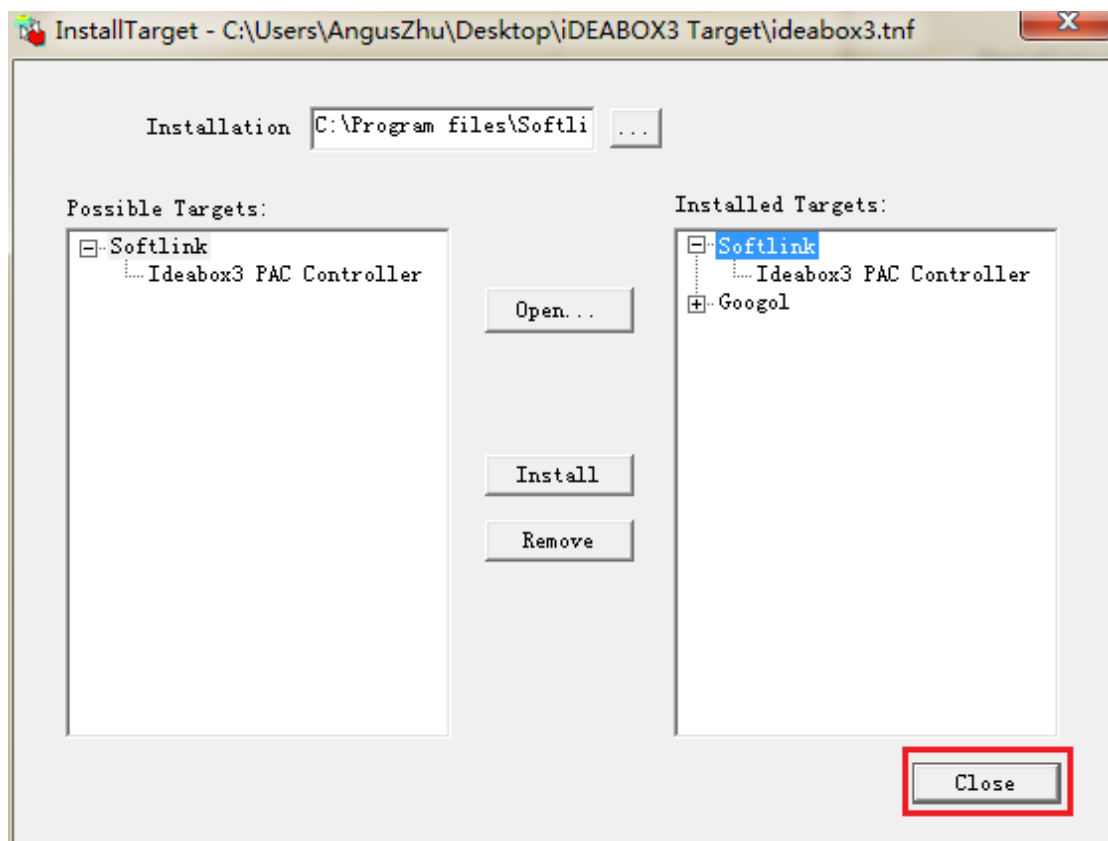 InstallTarget - C:\Users\AngusZhu\Desktop\iDEABOX3 Target\ideabox3.tnf
x
Installation C:\Program files\Softli ...
Possible Targets:
Softlink
Ideabox3 PAC Controller
Open...
Install
Remove
Installed Targets:
Softlink
Ideabox3 PAC Controller
Googol
Close